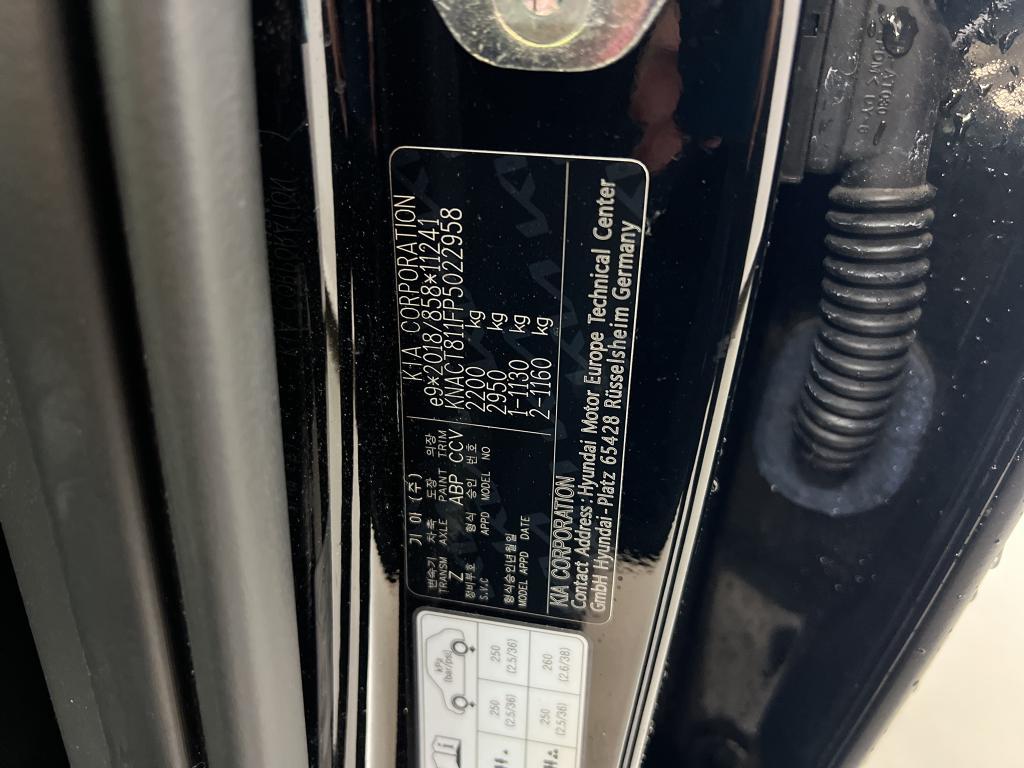 기 아 (주) KIA CORPORATION
변속기 차축 도장 의장
TRANSM AXLE PAINT TRIM
Z ABP CCV
정비부호 형식 승인 번호
S.V.C APPD MODEL NO
형식승인년월일
MODEL APPD DATE
e9*2018/858*11241
KNACT811FP5022958
2200 kg
2950 kg
1-1130 kg
2-1160 kg
KIA CORPORATION
Contact Address : Hyundai Motor Europe Technical Center
GmbH Hyundai - Platz 65428 Rüsselsheim Germany
kPa
(bar/psi)
250
(2.5/36)
250
(2.5/36)
250
(2.5/36)
260
(2.6/38)